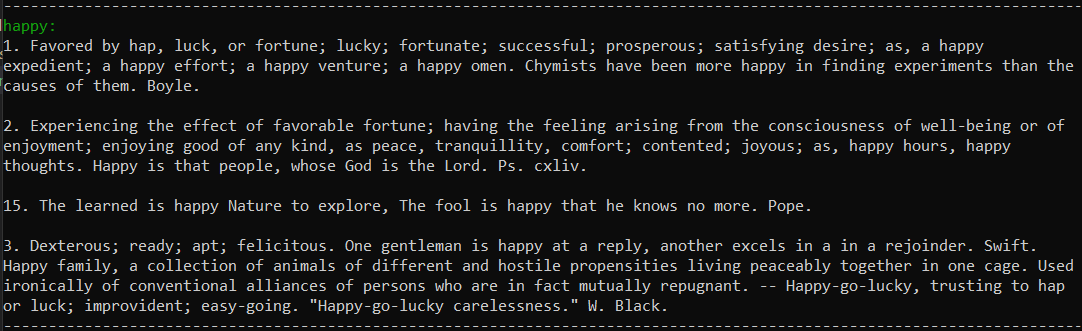 happy:
1. Favored by hap, luck, or fortune; lucky; fortunate; successful; prosperous; satisfying desire; as, a happy
expedient; a happy effort; a happy venture; a happy omen. Chymists have been more happy in finding experiments than the
causes of them. Boyle.
2. Experiencing the effect of favorable fortune; having the feeling arising from the consciousness of well-being or of
enjoyment; enjoying good of any kind, as peace, tranquillity, comfort; contented; joyous; as, happy hours, happy
thoughts. Happy is that people, whose God is the Lord. Ps. cxliv.
15. The learned is happy Nature to explore, The fool is happy that he knows no more. Pope.
3. Dexterous; ready; apt; felicitous. One gentleman is happy at a reply, another excels in a in a rejoinder. Swift.
Happy family, a collection of animals of different and hostile propensities living peaceably together in one cage. Used
ironically of conventional alliances of persons who are in fact mutually repugnant. -- Happy-go-lucky, trusting to hap
or luck; improvident; easy-going. "Happy-go-lucky carelessness." W. Black.